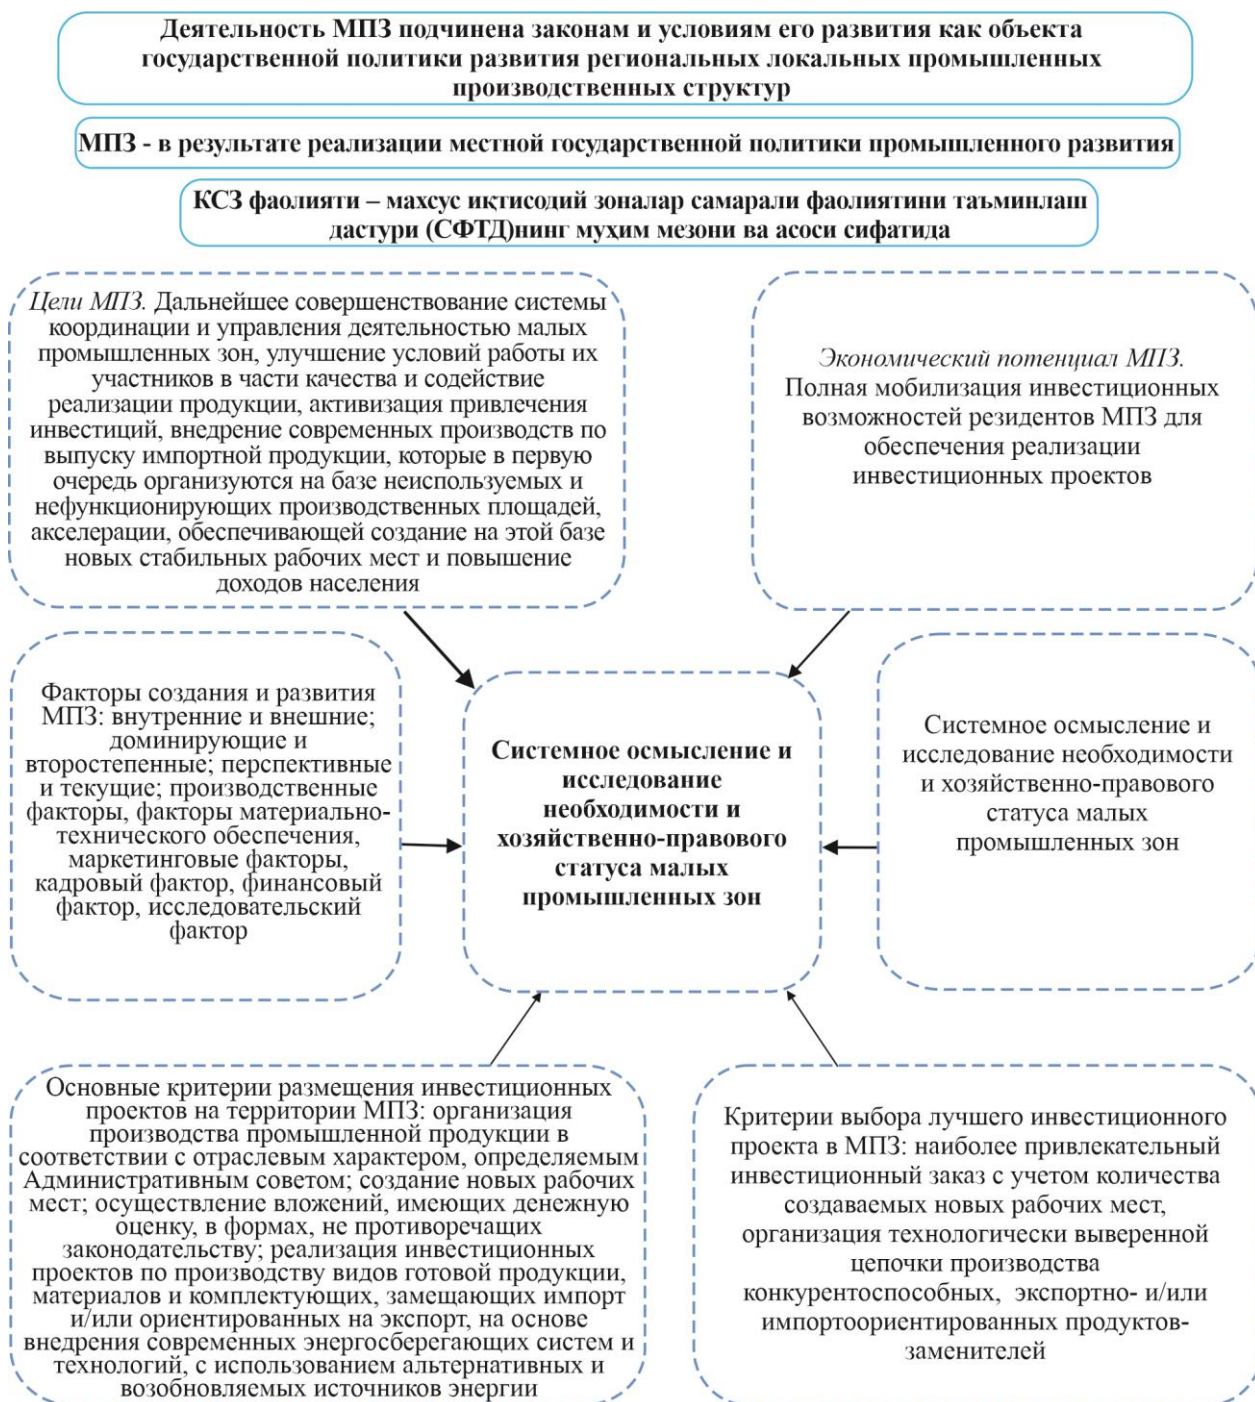 Деятельность МПЗ подчинена законам и условиям его развития как объекта
государственной политики развития региональных локальных промышленных
производственных структур
МПЗ - в результате реализации местной государственной политики промышленного развития
КСЗ фаолияти – махсус иқтисодий зоналар самарали фаолиятини таъминлаш
дастури (СФТД)нинг муҳим мезони ва асоси сифатида
Цели МПЗ. Дальнейшее совершенствование системы
координации и управления деятельностью малых
промышленных зон, улучшение условий работы их
участников в части качества и содействие
реализации продукции, активизация привлечения
инвестиций, внедрение современных производств по
выпуску импортной продукции, которые в первую
очередь организуются на базе неиспользуемых и
нефункционирующих производственных площадей,
акселерации, обеспечивающей создание на этой базе
новых стабильных рабочих мест и повышение
доходов населения
Экономический потенциал МПЗ.
Полная мобилизация инвестиционных
возможностей резидентов МПЗ для
обеспечения реализации
инвестиционных проектов
Факторы создания и развития
МПЗ: внутренние и внешние;
доминирующие и
второстепенные; перспективные
и текущие; производственные
факторы, факторы материально-
технического обеспечения,
маркетинговые факторы,
кадровый фактор, финансовый
фактор, исследовательский
фактор
Системное осмысление и
исследование
необходимости и
хозяйственно-правового
статуса малых
промышленных зон
Системное осмысление и
исследование необходимости
и хозяйственно-правового
статуса малых
промышленных зон
Основные критерии размещения инвестиционных
проектов на территории МПЗ: организация
производства промышленной продукции в
соответствии с отраслевым характером, определяемым
Административным советом; создание новых рабочих
мест; осуществление вложений, имеющих денежную
оценку, в формах, не противоречащих
законодательству; реализация инвестиционных
проектов по производству видов готовой продукции,
материалов и комплектующих, замещающих импорт
и/или ориентированных на экспорт, на основе
внедрения современных энергосберегающих систем и
технологий, с использованием альтернативных и
возобновляемых источников энергии
Критерии выбора лучшего инвестиционного
проекта в МПЗ: наиболее привлекательный
инвестиционный заказ с учетом количества
создаваемых новых рабочих мест,
организация технологически выверенной
цепочки производства
конкурентоспособных, экспортно- и/или
импортоориентированных продуктов-
заменителей